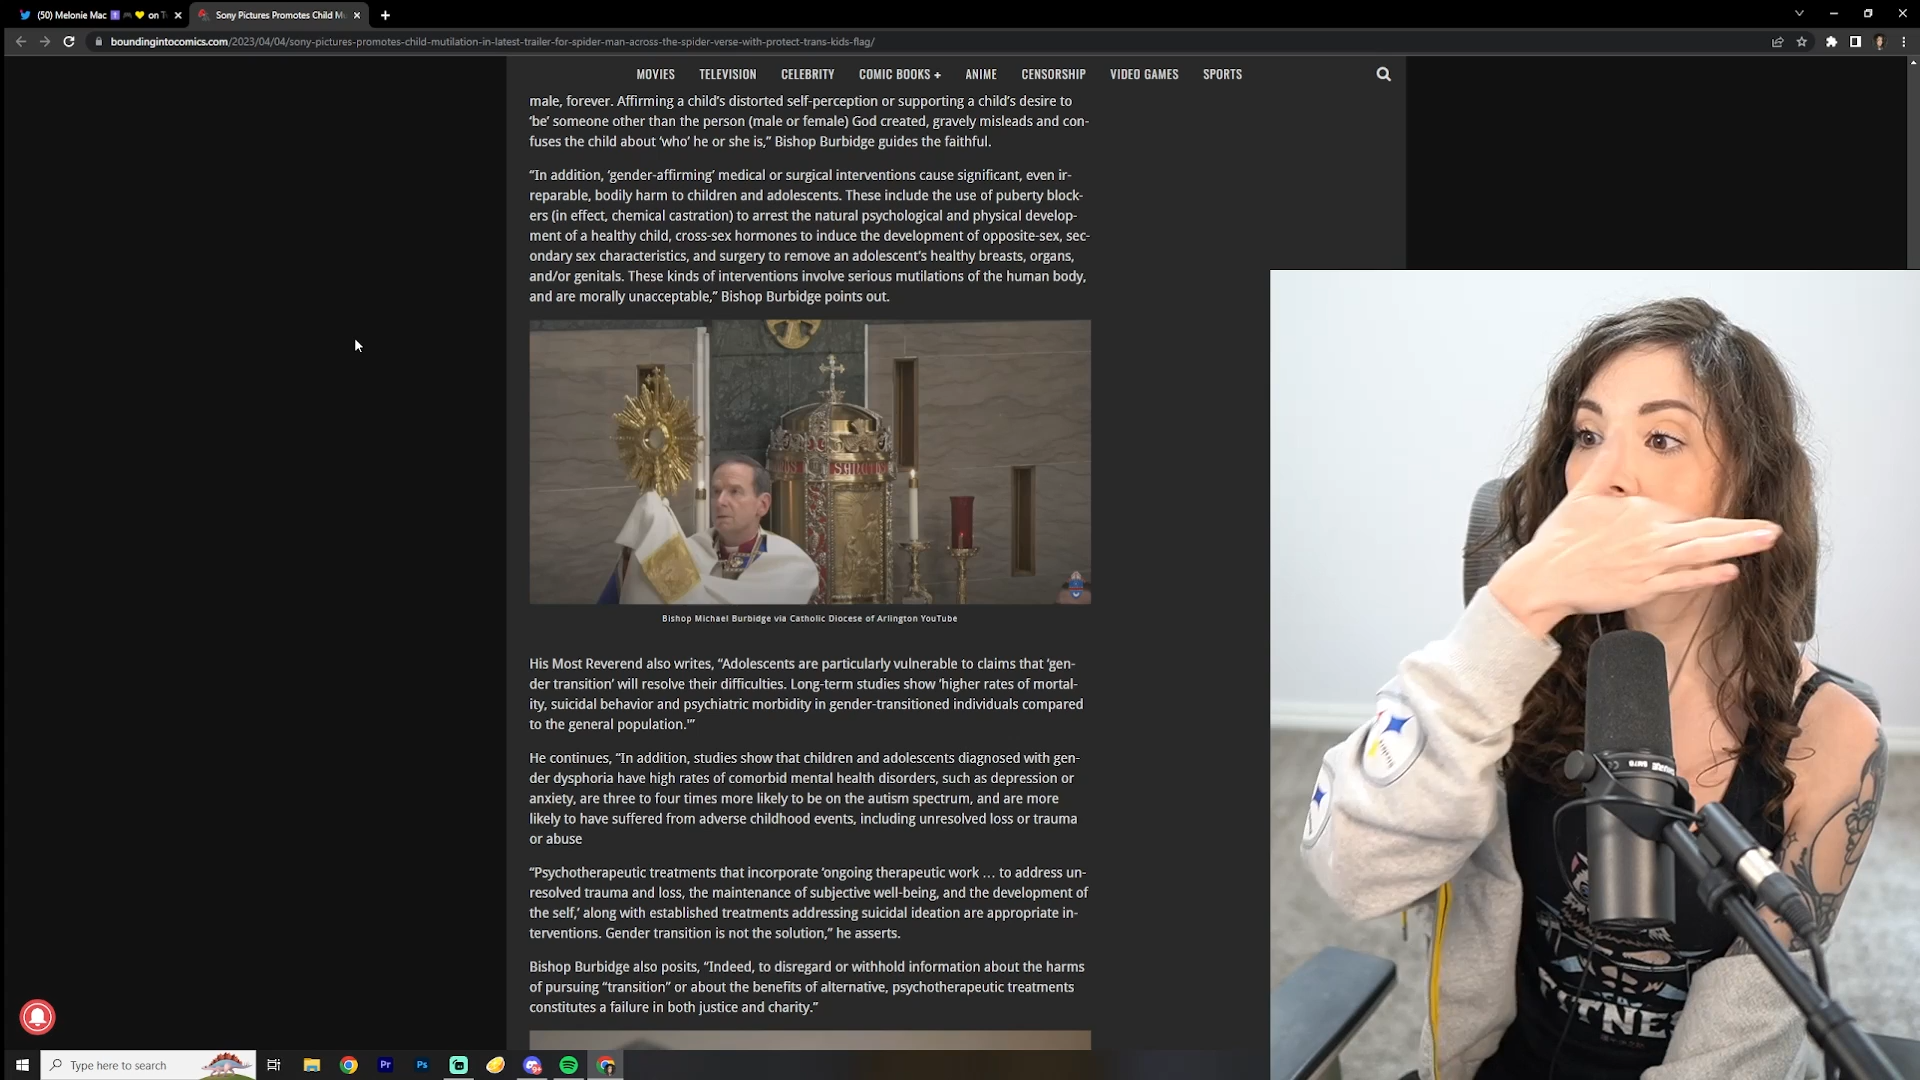 (50) Melonie Mac
on T
Sony Pictures Promotes Child M
boundingintocomics.com/2023/04/04/sony-pictures-promotes-child-mutilation-in-latest-trailer-for-spider-man-across-the-spider-verse-with-protect-trans-kids-flag/
MOVIES TELEVISION CELEBRITY COMIC BOOKS + ANIME CENSORSHIP VIDEO GAMES SPORTS
male, forever. Affirming a child’s distorted self-perception or supporting a child’s desire to
‘be’ someone other than the person (male or female) God created, gravely misleads and con-
fuses the child about ‘who’ he or she is,” Bishop Burbidge guides the faithful.
“In addition, ‘gender-affirming’ medical or surgical interventions cause significant, even ir-
reparable, bodily harm to children and adolescents. These include the use of puberty block-
ers (in effect, chemical castration) to arrest the natural psychological and physical develop-
ment of a healthy child, cross-sex hormones to induce the development of opposite-sex, sec-
ondary sex characteristics, and surgery to remove an adolescent’s healthy breasts, organs,
and/or genitals. These kinds of interventions involve serious mutilations of the human body,
and are morally unacceptable,” Bishop Burbidge points out.
Bishop Michael Burbidge via Catholic Diocese of Arlington YouTube
His Most Reverend also writes, “Adolescents are particularly vulnerable to claims that ‘gen-
der transition’ will resolve their difficulties. Long-term studies show ‘higher rates of mortal-
ity, suicidal behavior and psychiatric morbidity in gender-transitioned individuals compared
to the general population.’”
He continues, “In addition, studies show that children and adolescents diagnosed with gen-
der dysphoria have high rates of comorbid mental health disorders, such as depression or
anxiety, are three to four times more likely to be on the autism spectrum, and are more
likely to have suffered from adverse childhood events, including unresolved loss or trauma
or abuse
“Psychotherapeutic treatments that incorporate ‘ongoing therapeutic work … to address un-
resolved trauma and loss, the maintenance of subjective well-being, and the development of
the self,’ along with established treatments addressing suicidal ideation are appropriate in-
terventions. Gender transition is not the solution,” he asserts.
Bishop Burbidge also posits, “Indeed, to disregard or withhold information about the harms
of pursuing “transition” or about the benefits of alternative, psychotherapeutic treatments
constitutes a failure in both justice and charity.”
Type here to search
Pr
Ps